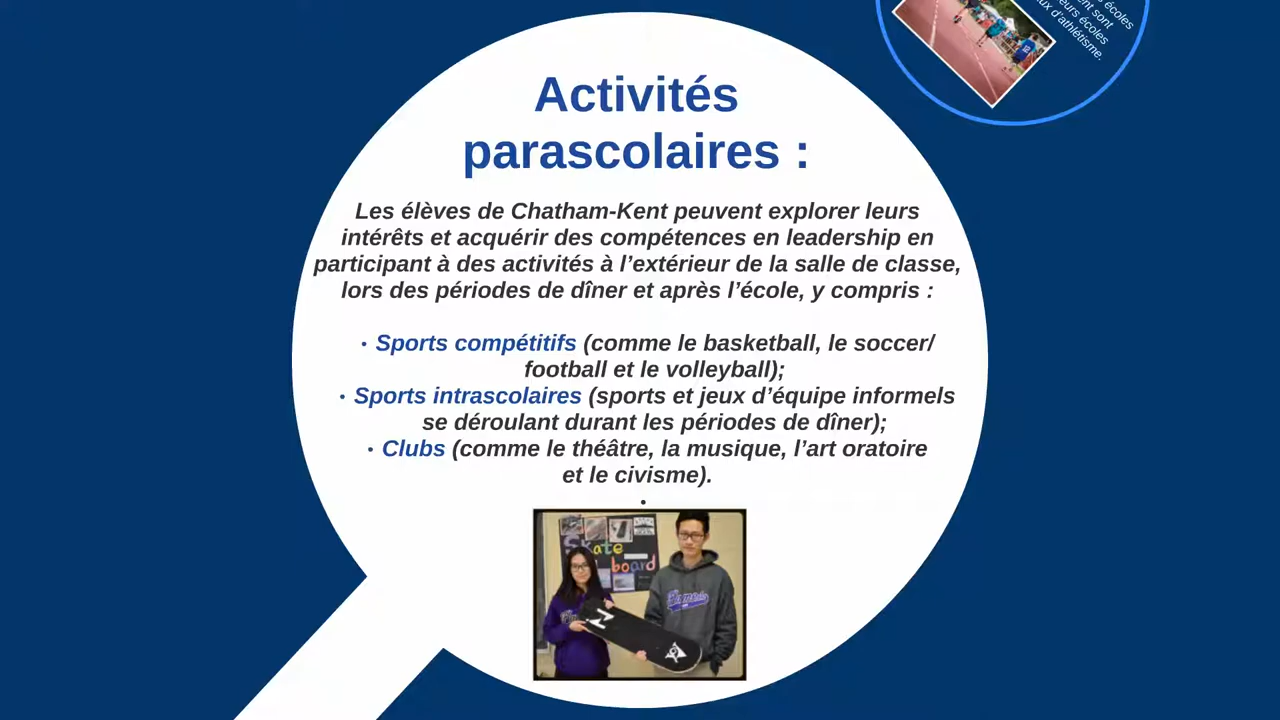 s écoles
ent sont
eurs écoles
ux d'athlétisme.
Activités
parascolaires :
Les élèves de Chatham-Kent peuvent explorer leurs
intérêts et acquérir des compétences en leadership en
participant à des activités à l’extérieur de la salle de classe,
lors des périodes de dîner et après l’école, y compris :
• Sports compétitifs (comme le basketball, le soccer/
football et le volleyball);
• Sports intrascolaires (sports et jeux d’équipe informels
se déroulant durant les périodes de dîner);
• Clubs (comme le théâtre, la musique, l’art oratoire
et le civisme).
•
Skate
board